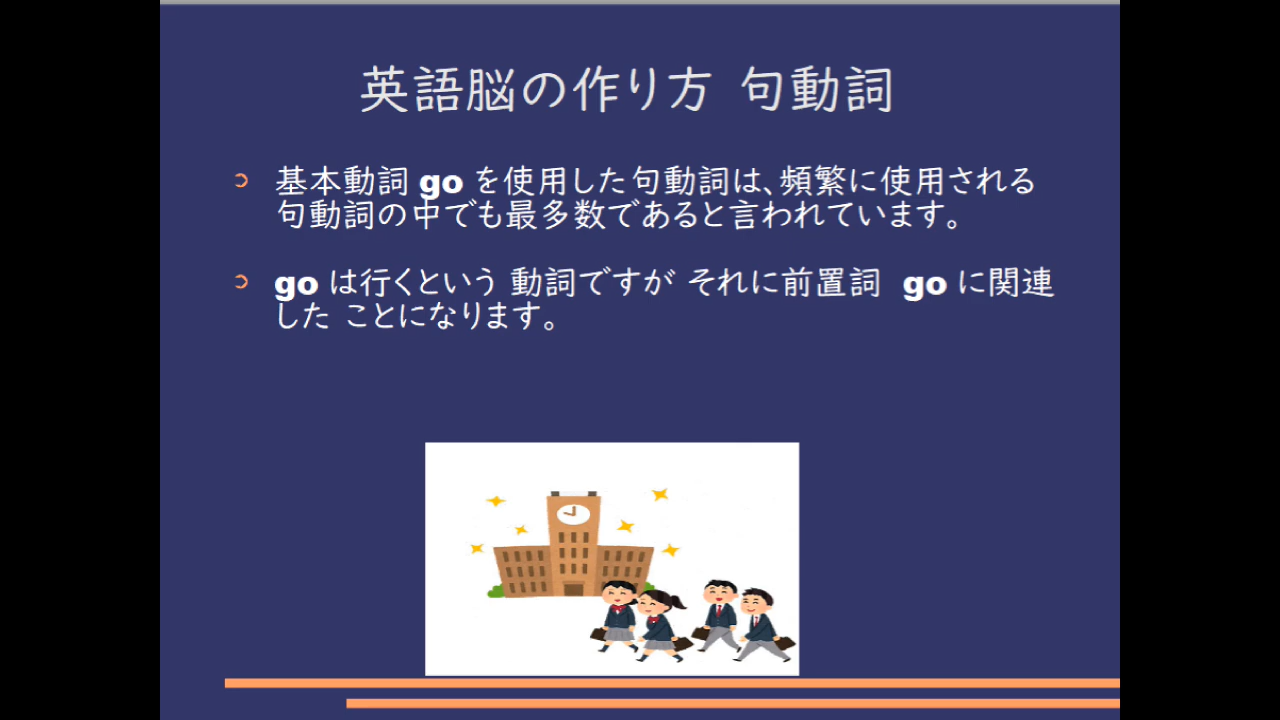 英語脳の作り方 句動詞
基本動詞 go を使用した句動詞は、頻繁に使用される
句動詞の中でも最多数であると言われています。
go は行くという 動詞ですが それに前置詞 go に関連
した ことになります。